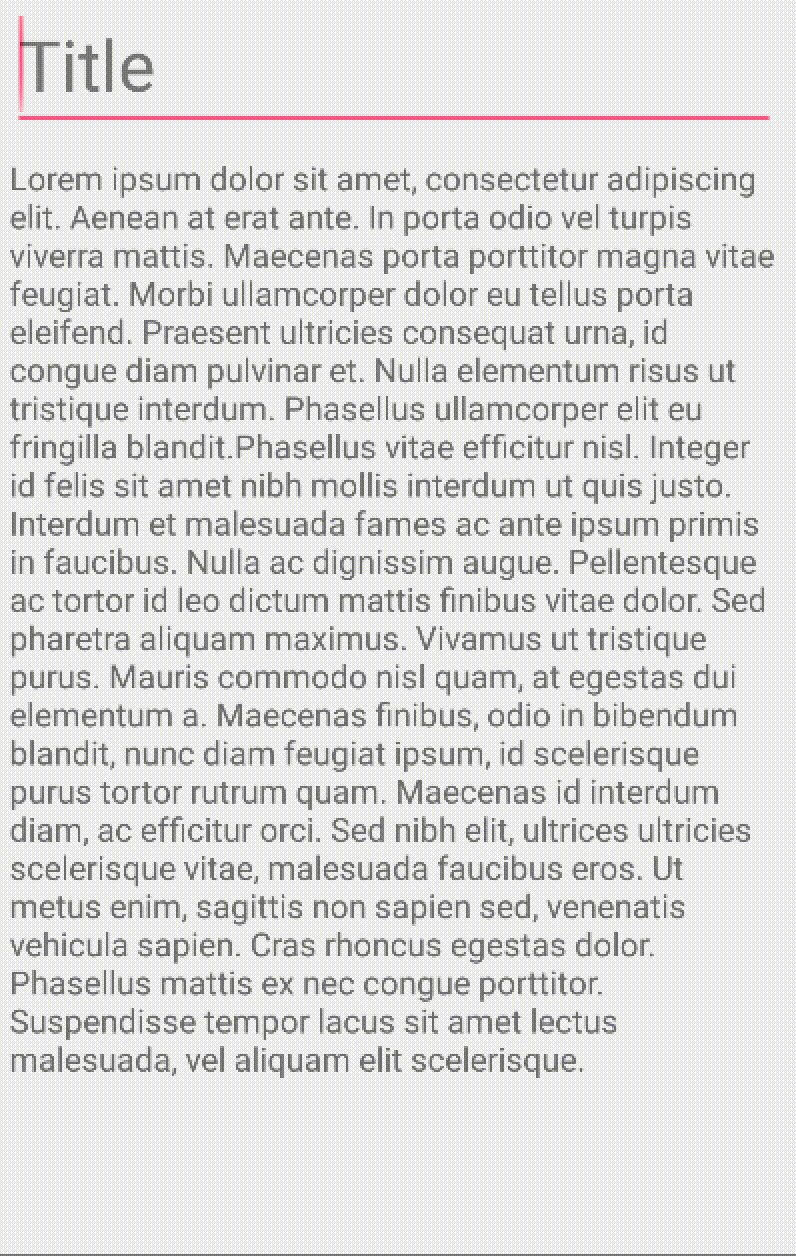 Title
Lorem ipsum dolor sit amet, consectetur adipiscing
elit. Aenean at erat ante. In porta odio vel turpis
viverra mattis. Maecenas porta porttitor magna vitae
feugiat. Morbi ullamcorper dolor eu tellus porta
eleifend. Praesent ultricies consequat urna, id
congue diam pulvinar et. Nulla elementum risus ut
tristique interdum. Phasellus ullamcorper elit eu
fringilla blandit.Phasellus vitae efficitur nisl. Integer
id felis sit amet nibh mollis interdum ut quis justo.
Interdum et malesuada fames ac ante ipsum primis
in faucibus. Nulla ac dignissim augue. Pellentesque
ac tortor id leo dictum mattis finibus vitae dolor. Sed
pharetra aliquam maximus. Vivamus ut tristique
purus. Mauris commodo nisl quam, at egestas dui
elementum a. Maecenas finibus, odio in bibendum
blandit, nunc diam feugiat ipsum, id scelerisque
purus tortor rutrum quam. Maecenas id interdum
diam, ac efficitur orci. Sed nibh elit, ultrices ultricies
scelerisque vitae, malesuada faucibus eros. Ut
metus enim, sagittis non sapien sed, venenatis
vehicula sapien. Cras rhoncus egestas dolor.
Phasellus mattis ex nec congue porttitor.
Suspendisse tempor lacus sit amet lectus
malesuada, vel aliquam elit scelerisque.